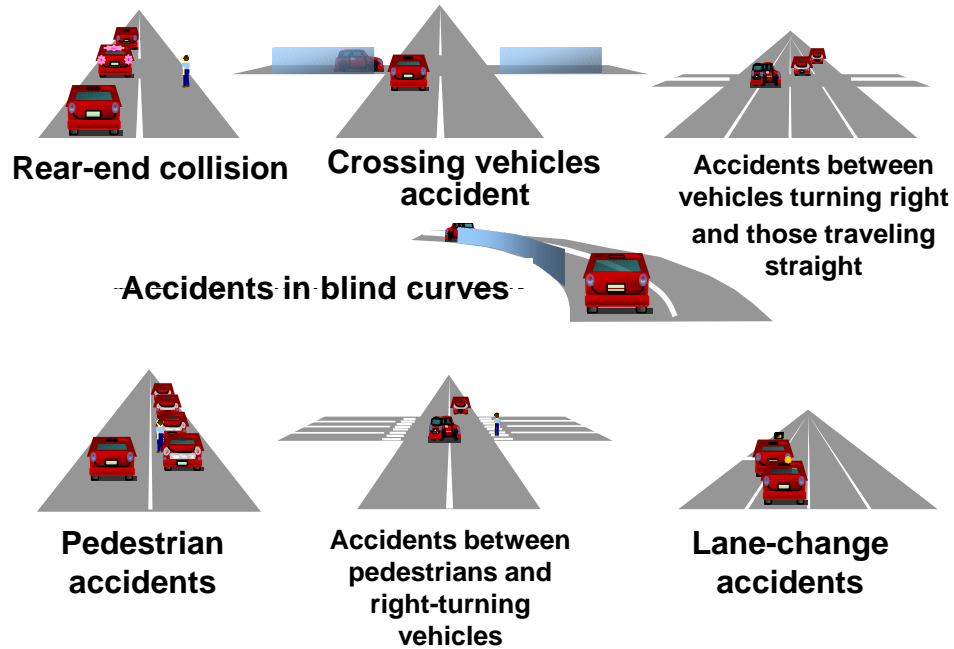 Rear-end collision
Crossing vehicles
accident
Accidents between
vehicles turning right
and those traveling
straight
Accidents in blind curves
Pedestrian
accidents
Accidents between
pedestrians and
right-turning
vehicles
Lane-change
accidents